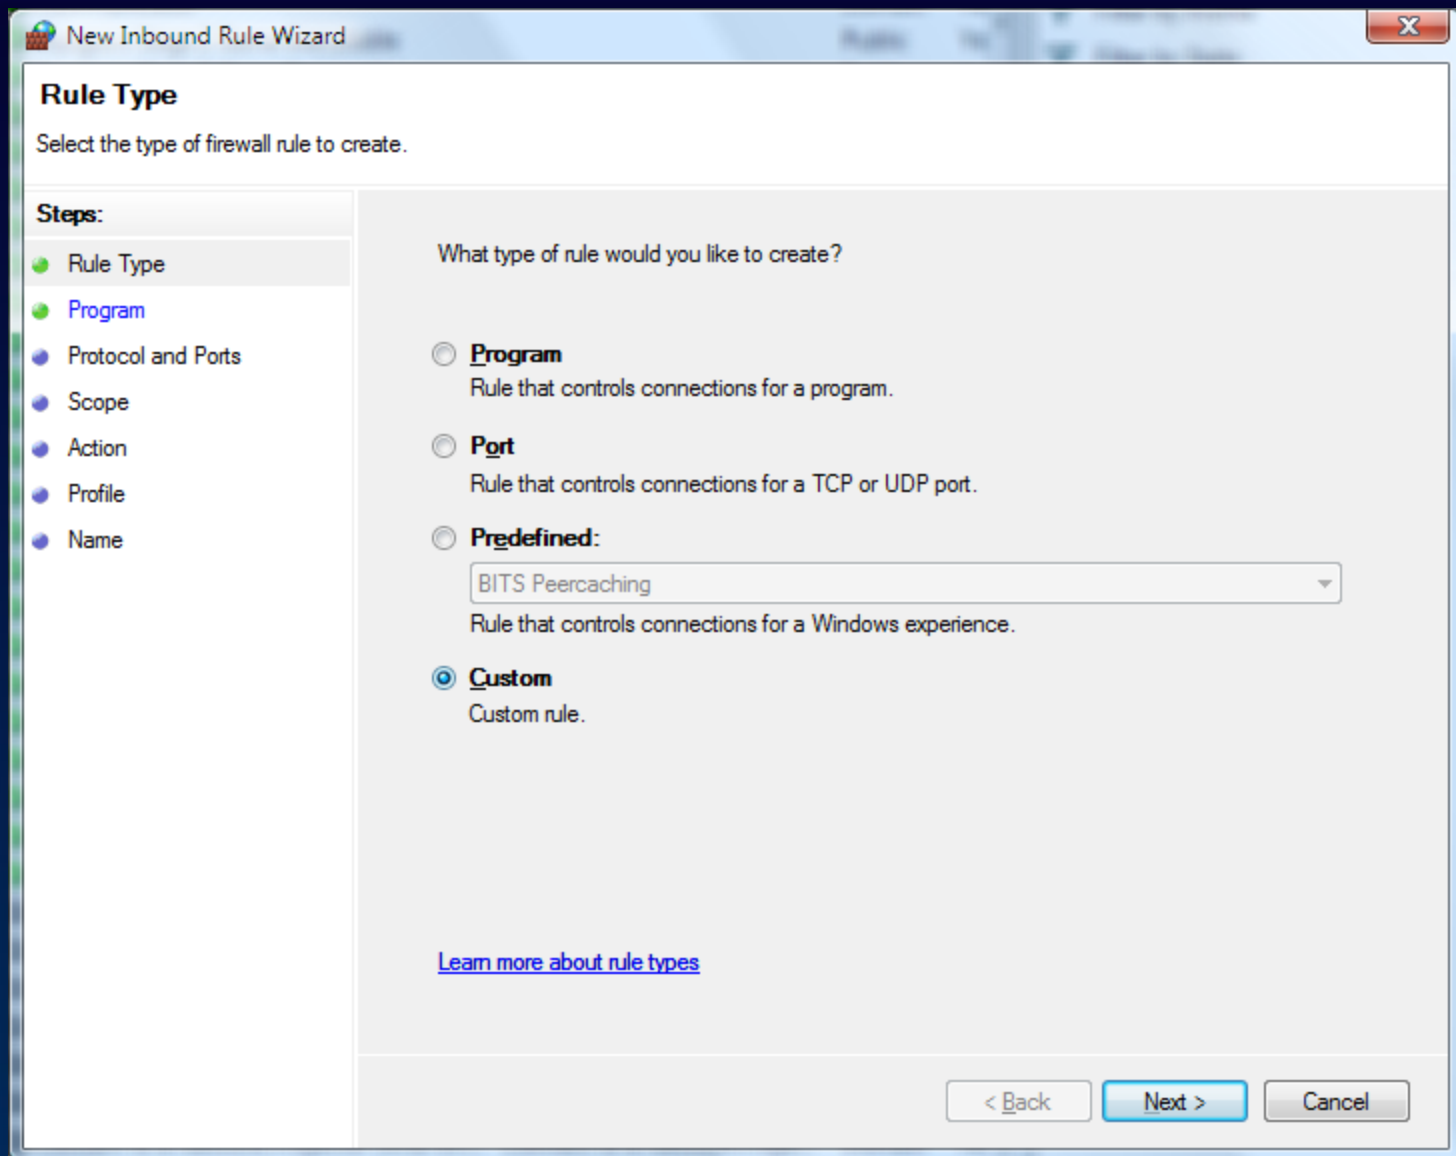 New Inbound Rule Wizard
Rule Type
Select the type of firewall rule to create.
Steps:
Rule Type
Program
Protocol and Ports
Scope
Action
Profile
Name
What type of rule would you like to create?
Program
Rule that controls connections for a program.
Port
Rule that controls connections for a TCP or UDP port.
Predefined:
BITS Peercaching
Rule that controls connections for a Windows experience.
Custom
Custom rule.
Learn more about rule types
< Back Next > Cancel